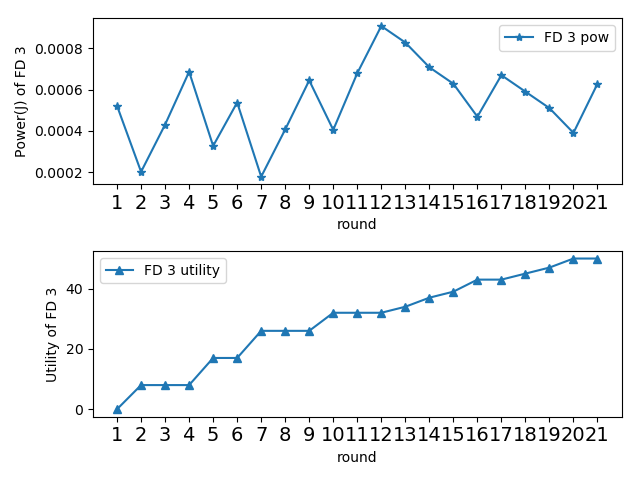 Power(J) of FD 3
0.0008
0.0006
0.0004
0.0002
FD 3 pow
1 2 3 4 5 6 7 8 9 10 11 12 13 14 15 16 17 18 19 20 21
round
Utility of FD 3
40
20
0
FD 3 utility
1 2 3 4 5 6 7 8 9 10 11 12 13 14 15 16 17 18 19 20 21
round